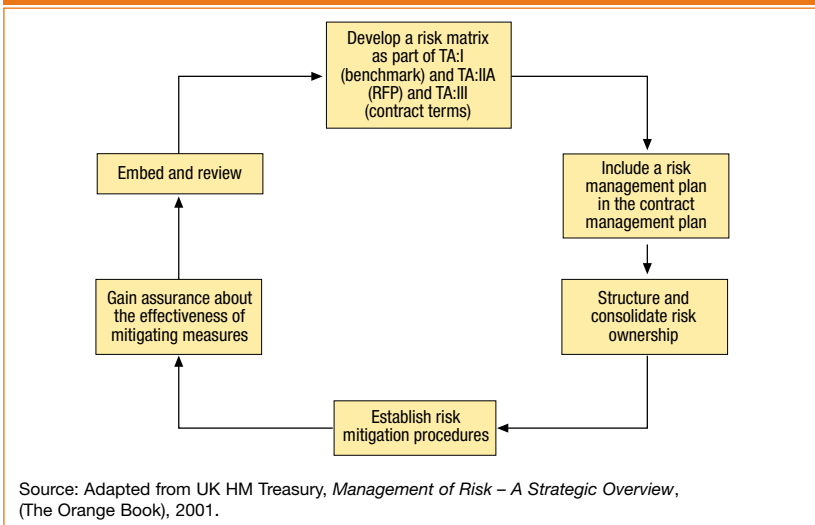 Develop a risk matrix
as part of TA:I
(benchmark) and TA:IIA
(RFP) and TA:III
(contract terms)
Include a risk
management plan
in the contract
management plan
Structure and
consolidate risk
ownership
Establish risk
mitigation procedures
Gain assurance about
the effectiveness of
mitigating measures
Embed and review
Source: Adapted from UK HM Treasury, Management of Risk – A Strategic Overview,
(The Orange Book), 2001.